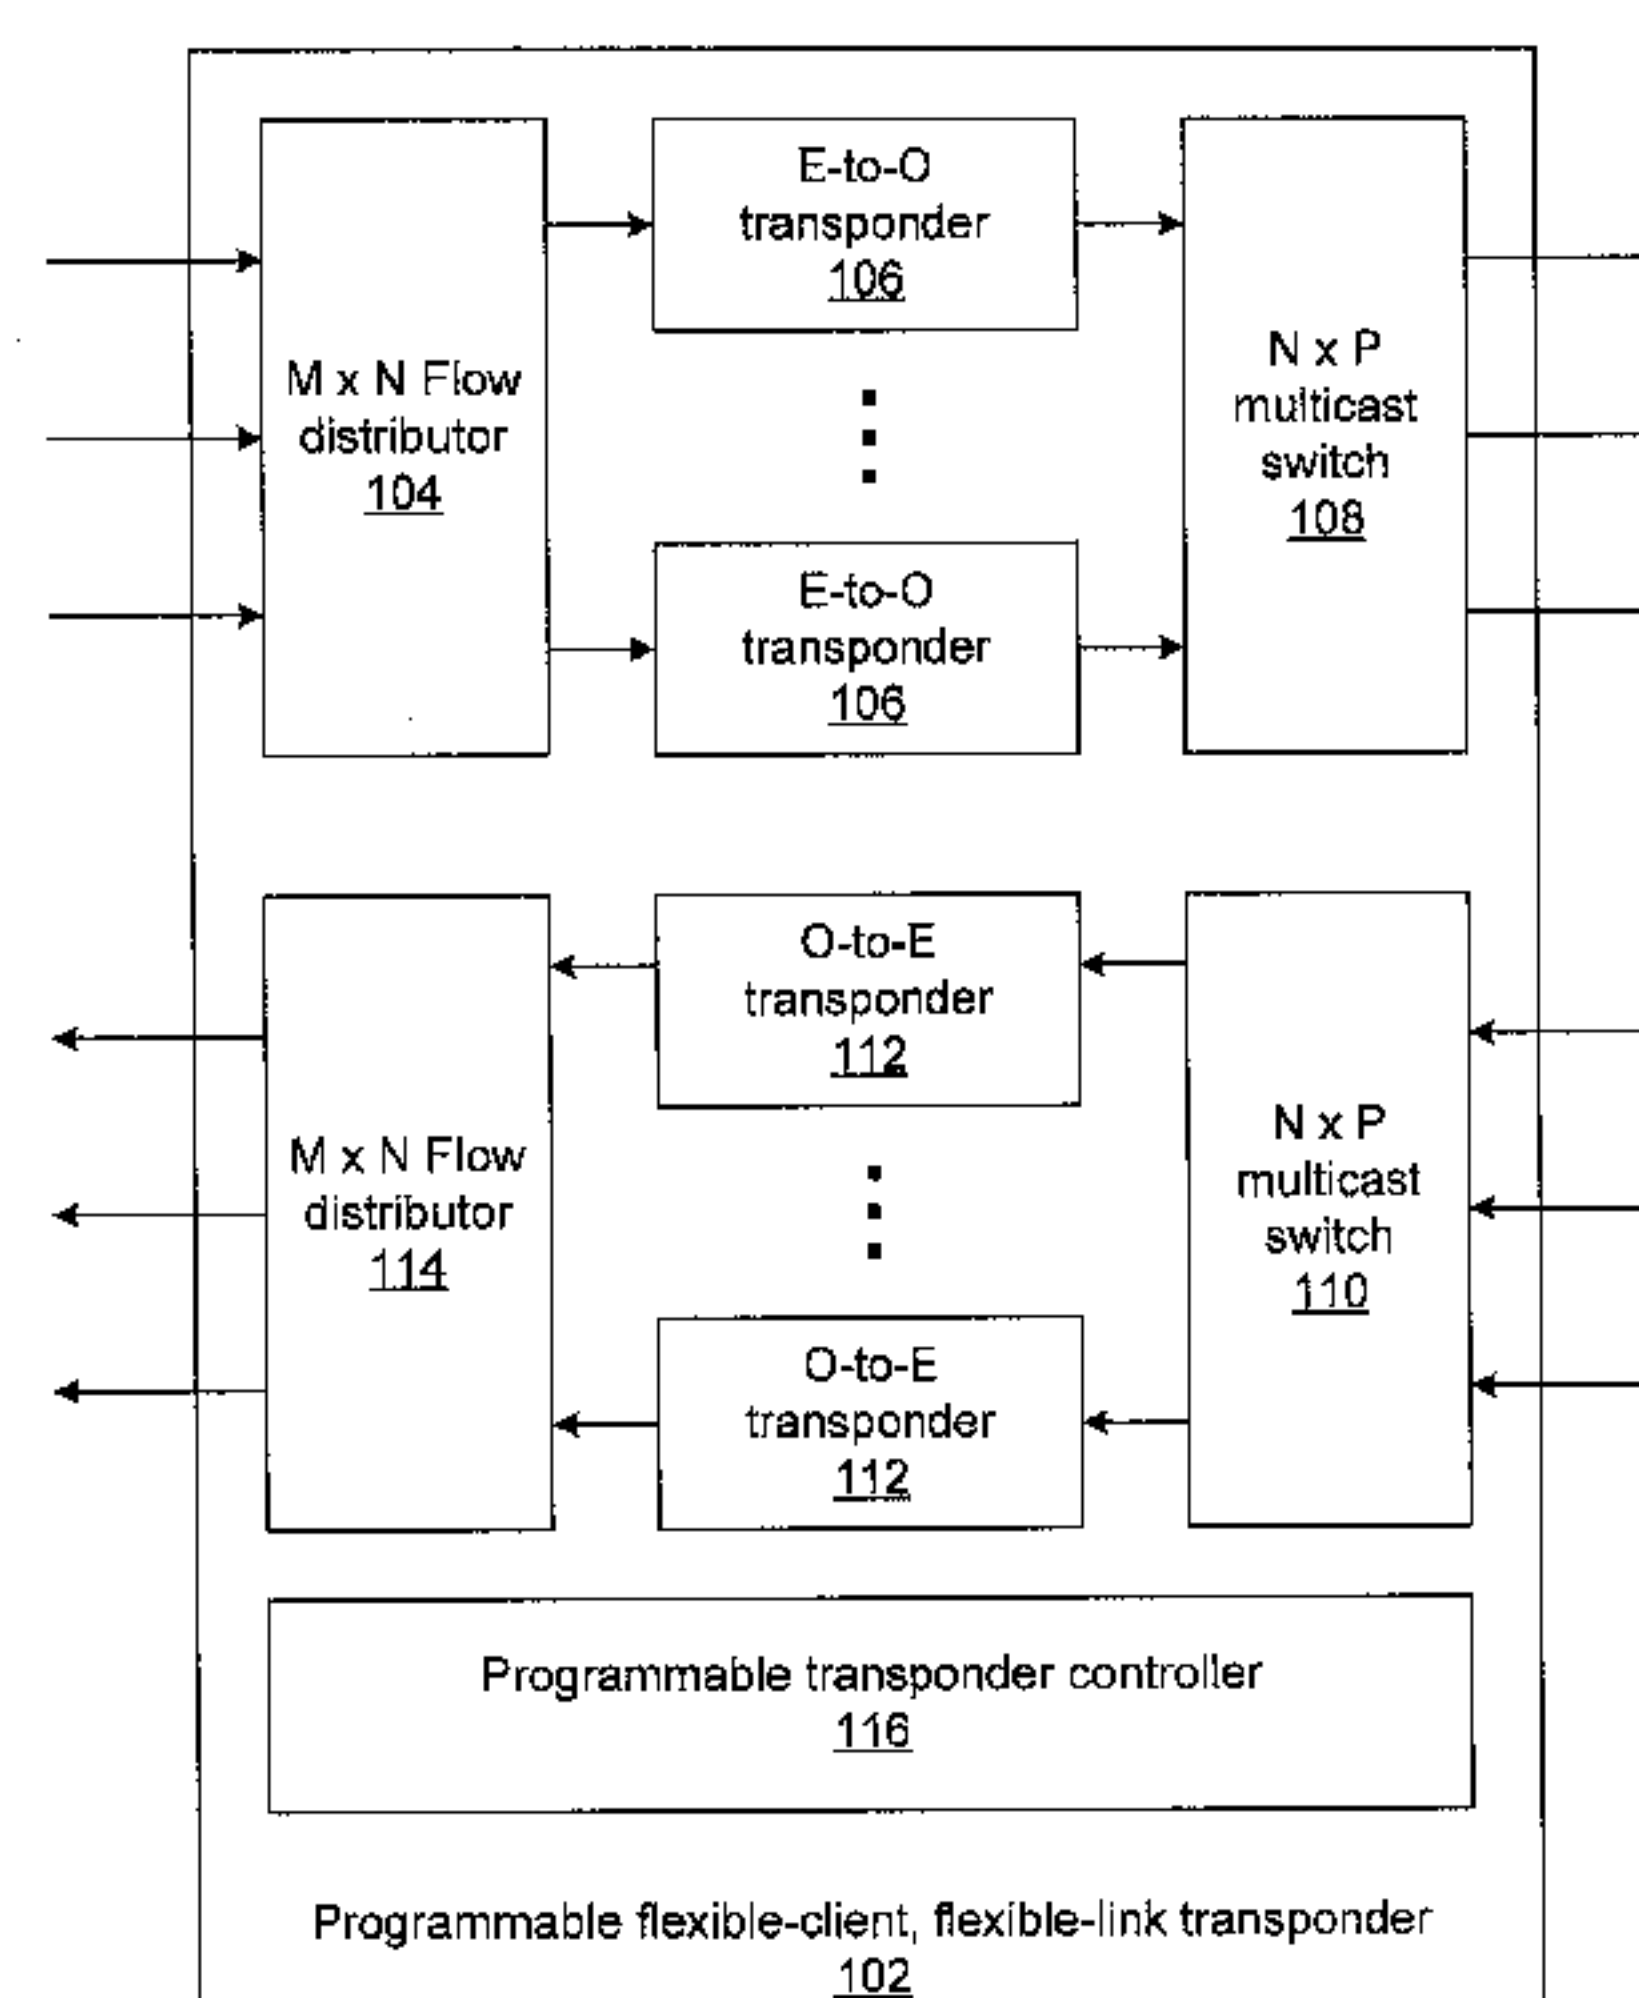 E-to-O
transponder
106
M x N Flow
distributor
104
N x P
multicast
switch
108
E-to-O
transponder
106
O-to-E
transponder
112
M x N Flow
distributor
114
N x P
multicast
switch
110
O-to-E
transponder
112
Programmable transponder controller
116
Programmable flexible-client, flexible-link transponder
102